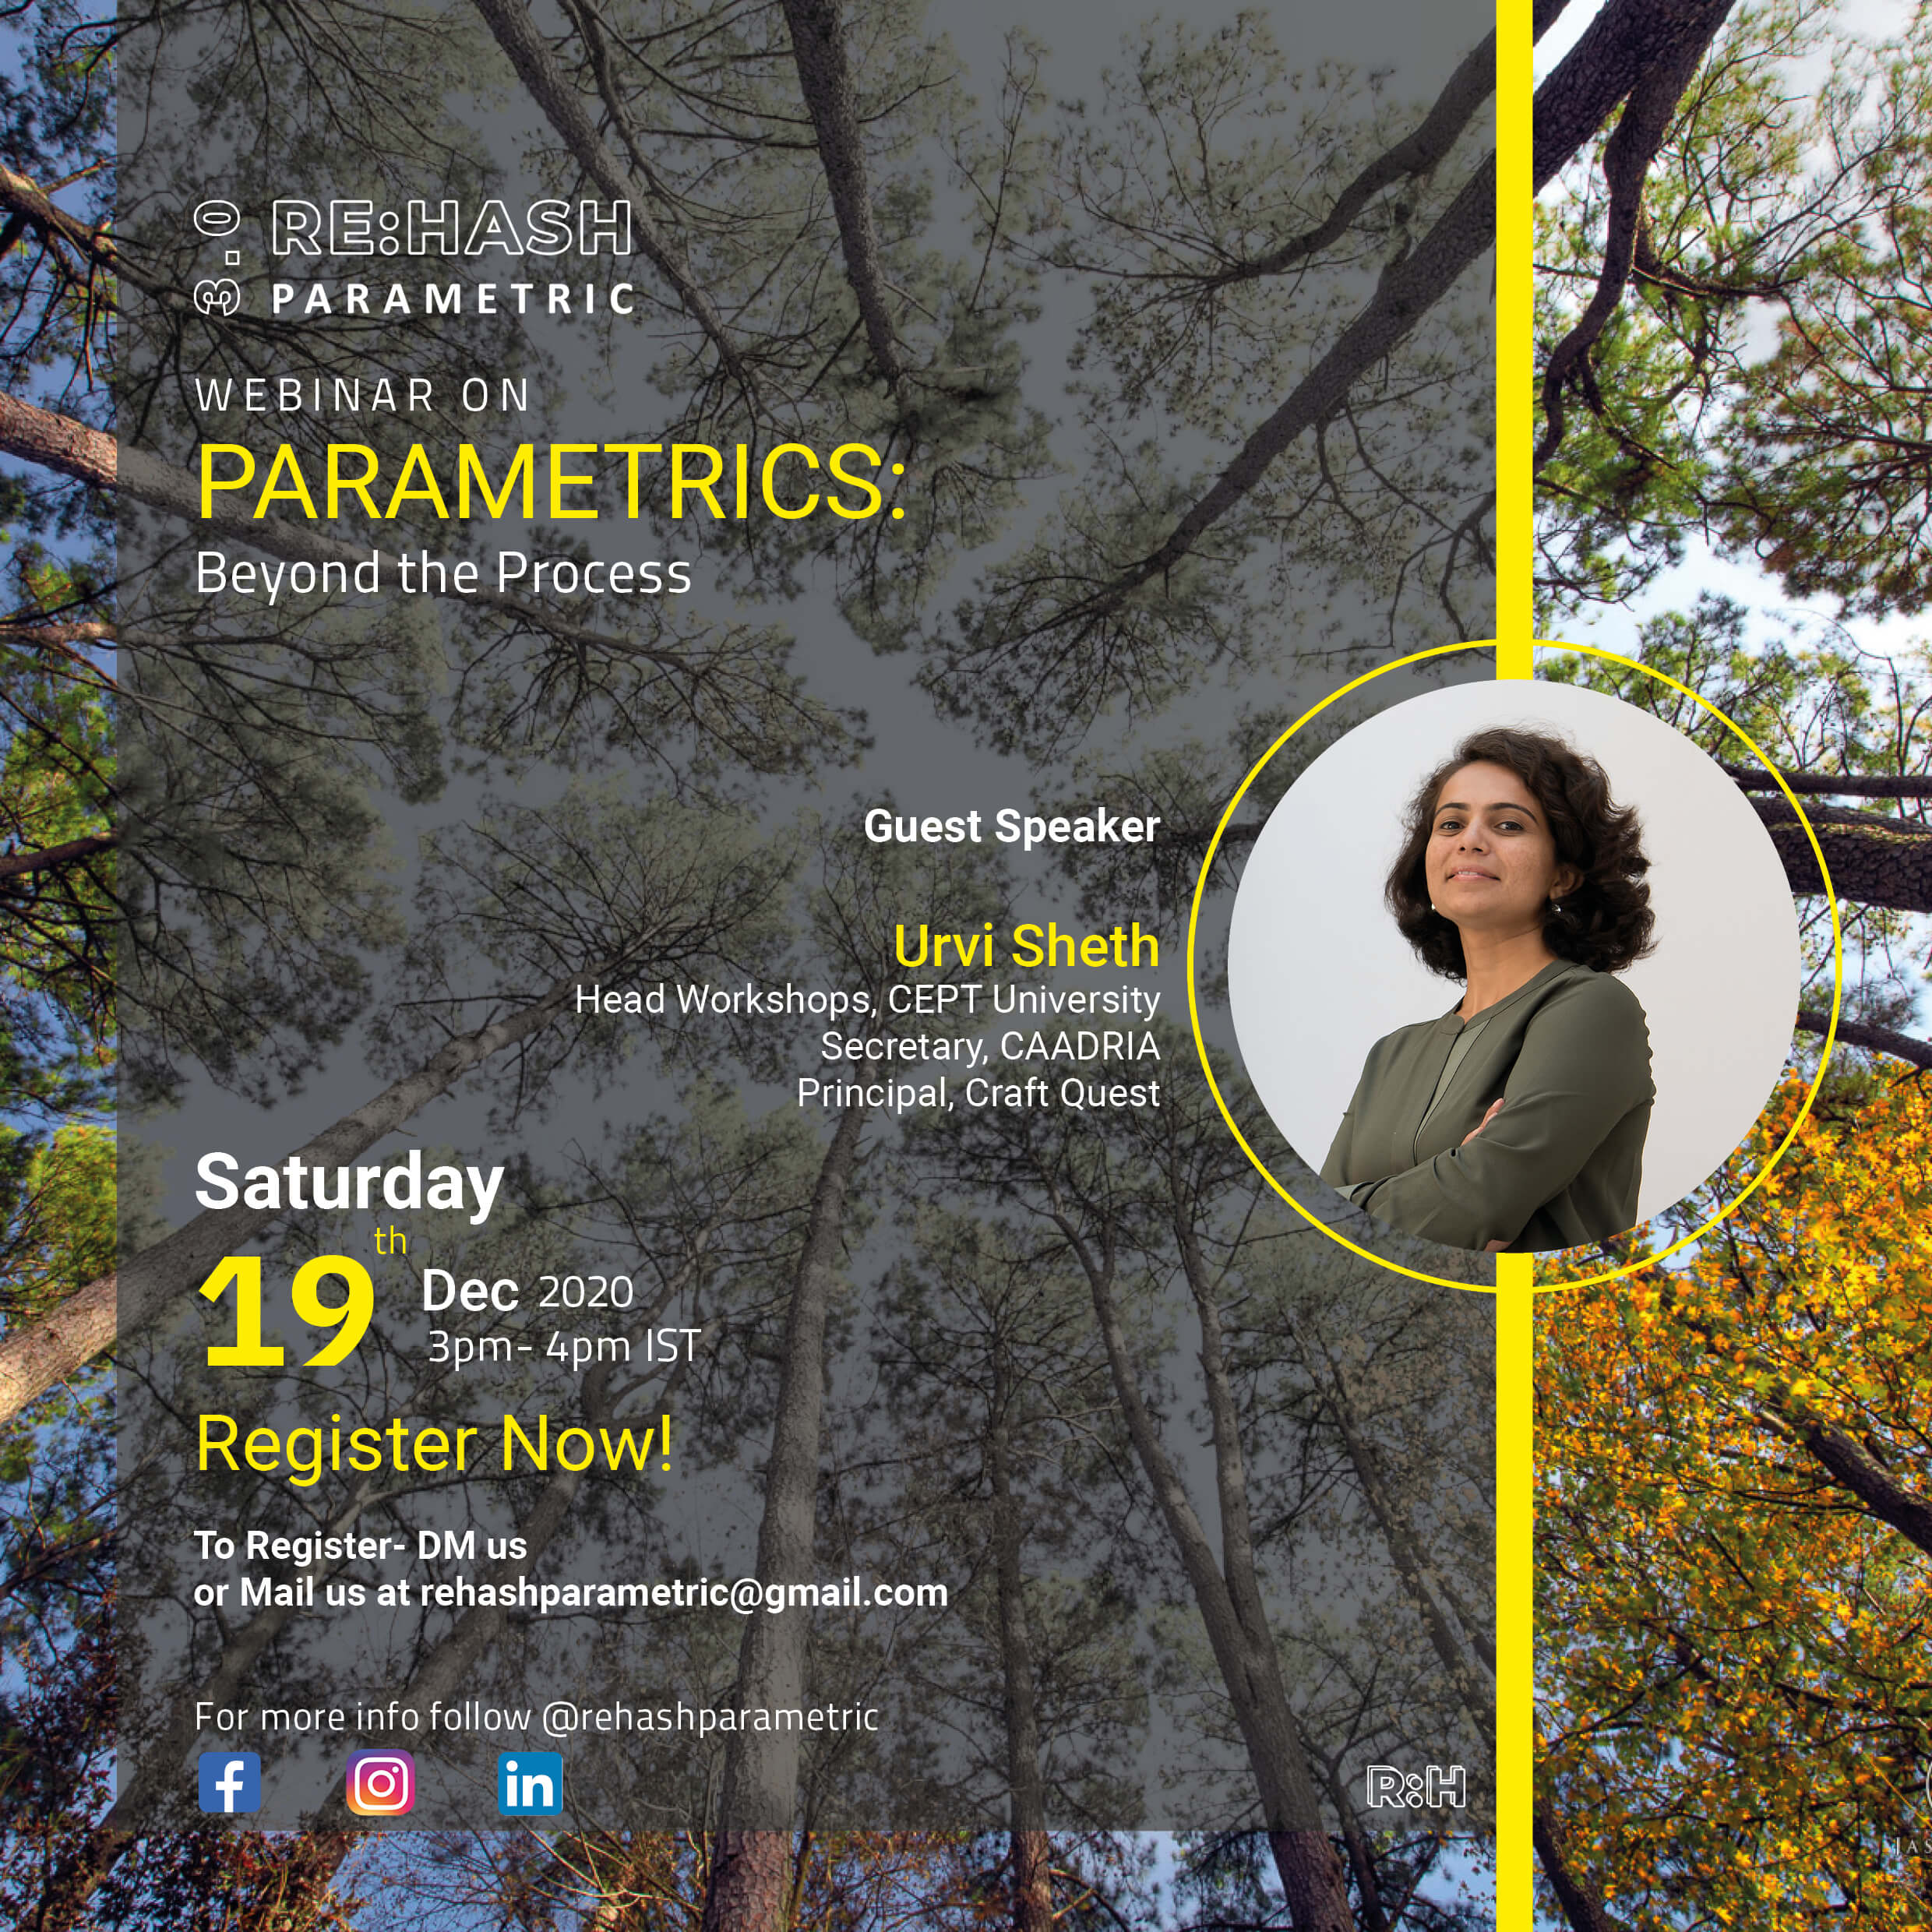 3.0
RE:HASH
PARAMETRIC
WEBINAR ON
PARAMETRICS:
Beyond the Process
Guest Speaker
Urvi Sheth
Head Workshops, CEPT University
Secretary, CAADRIA
Principal, Craft Quest
Saturday
19th Dec 2020
3pm- 4pm IST
Register Now!
To Register- DM us
or Mail us at rehashparametric@gmail.com
For more info follow @rehashparametric
R:H